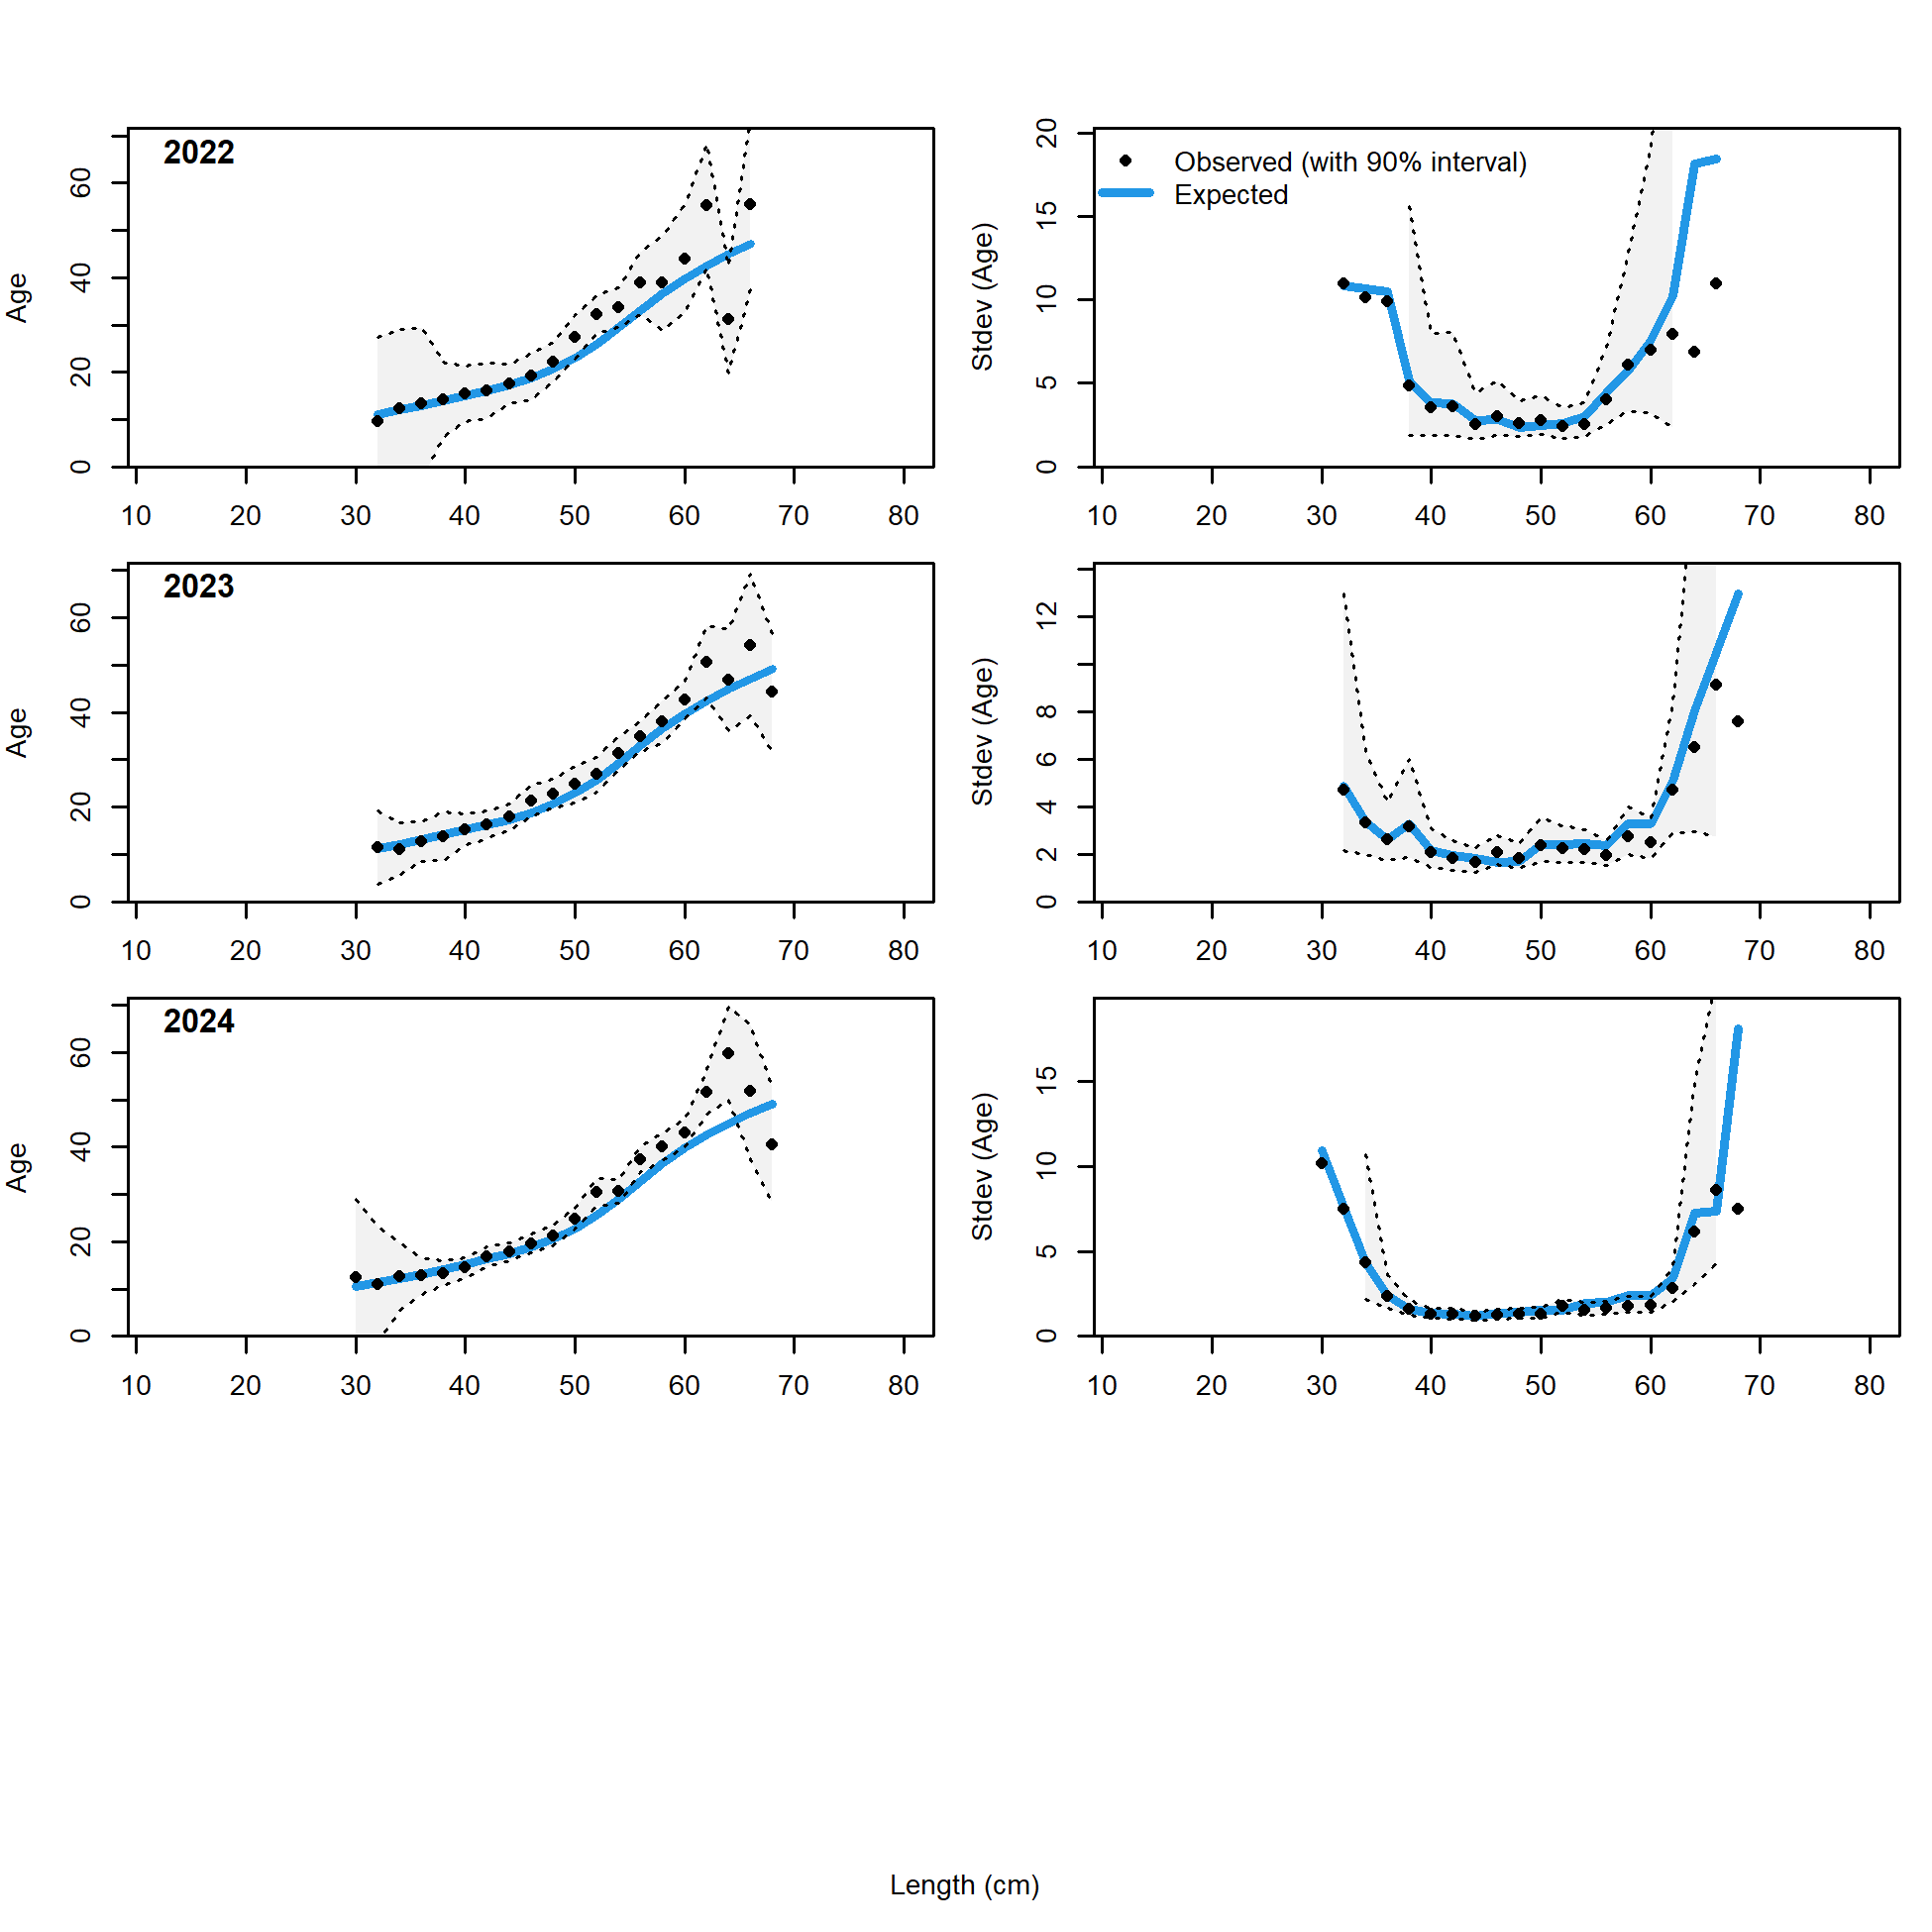 2022
Age
0 20 40 60
10 20 30 40 50 60 70 80
Observed (with 90% interval)
Expected
Stdev (Age)
0 5 10 15 20
10 20 30 40 50 60 70 80
2023
Age
0 20 40 60
10 20 30 40 50 60 70 80
Stdev (Age)
0 2 4 6 8 12
10 20 30 40 50 60 70 80
2024
Age
0 20 40 60
10 20 30 40 50 60 70 80
Stdev (Age)
0 5 10 15
10 20 30 40 50 60 70 80
Length (cm)